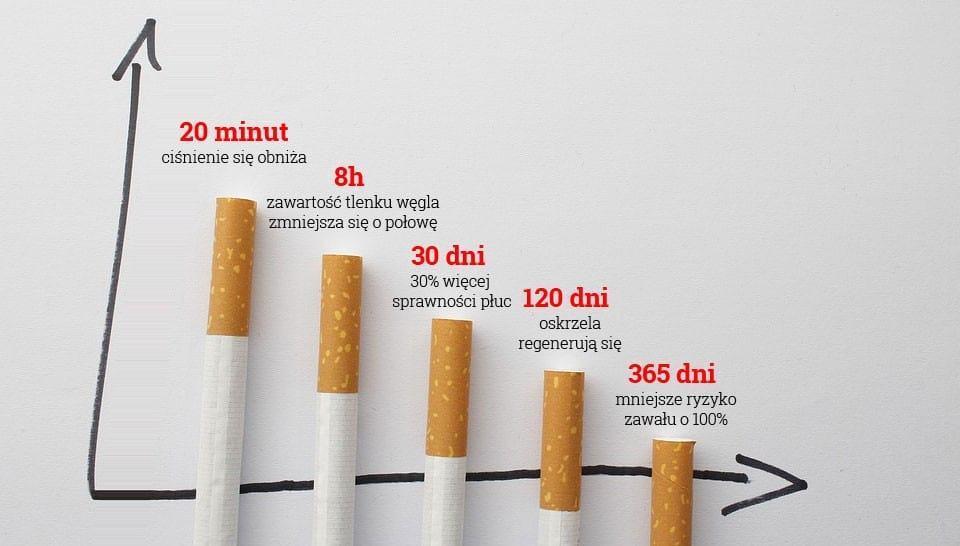 20 minut
ciśnienie się obniża
8h
zawartość tlenku węgla
zmniejsza się o połowę
30 dni
30% więcej
sprawności płuc
120 dni
oskrzela
regenerują się
365 dni
mniejsze ryzyko
zawału o 100%